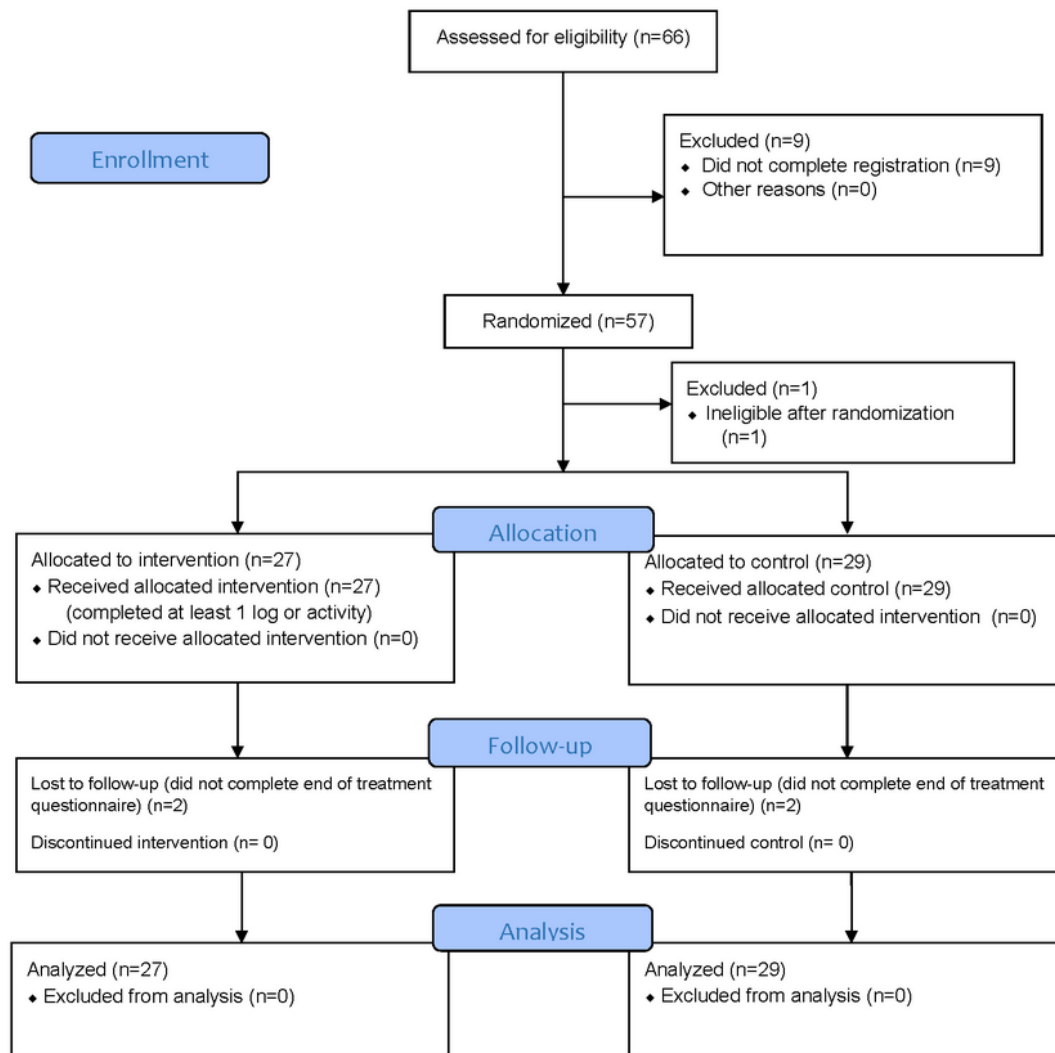 Assessed for eligibility (n=66)
Enrollment
Excluded (n=9)
⬥ Did not complete registration (n=9)
⬥ Other reasons (n=0)
Randomized (n=57)
Excluded (n=1)
⬥ Ineligible after randomization
(n=1)
Allocation
Allocated to intervention (n=27)
⬥ Received allocated intervention (n=27)
(completed at least 1 log or activity)
⬥ Did not receive allocated intervention (n=0)
Allocated to control (n=29)
⬥ Received allocated control (n=29)
⬥ Did not receive allocated intervention (n=0)
Follow-up
Lost to follow-up (did not complete end of treatment
questionnaire) (n=2)
Discontinued intervention (n= 0)
Lost to follow-up (did not complete end of treatment
questionnaire) (n=2)
Discontinued control (n= 0)
Analysis
Analyzed (n=27)
⬥ Excluded from analysis (n=0)
Analyzed (n=29)
⬥ Excluded from analysis (n=0)